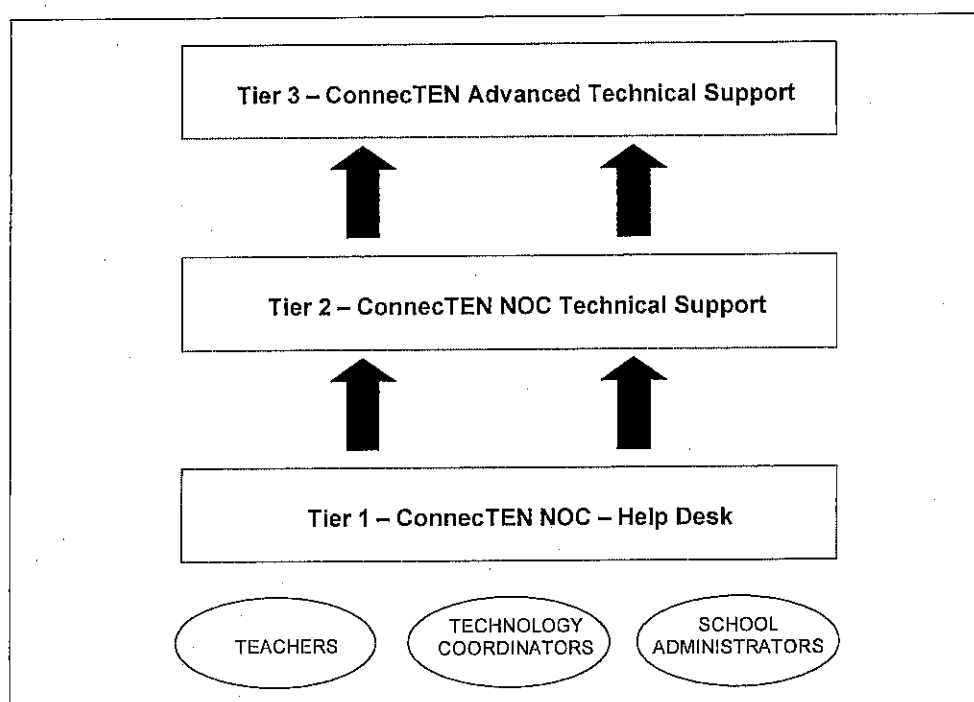 Tier 3 – ConnecTEN Advanced Technical Support
Tier 2 – ConnecTEN NOC Technical Support
Tier 1 – ConnecTEN NOC – Help Desk
TEACHERS
TECHNOLOGY
COORDINATORS
SCHOOL
ADMINISTRATORS